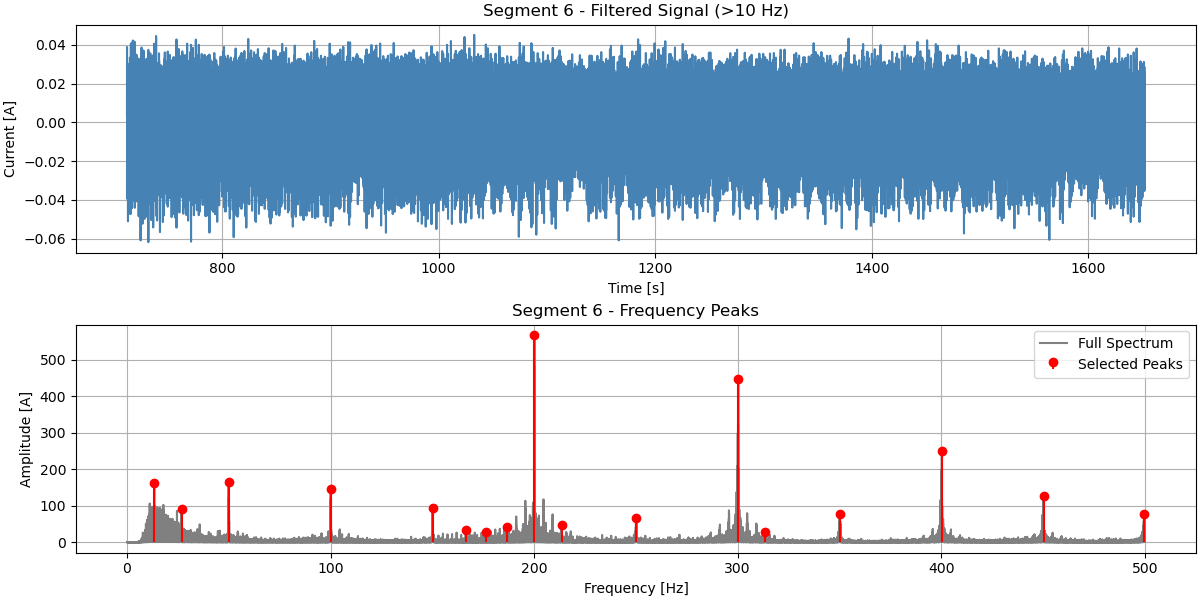 Segment 6 - Filtered Signal (>10 Hz)
0.04
0.02
0.00
−0.02
−0.04
−0.06
Current [A]
800
1000
1200
1400
1600
Time [s]
Segment 6 - Frequency Peaks
Full Spectrum
Selected Peaks
500
400
300
200
100
0
Amplitude [A]
0
100
200
300
400
500
Frequency [Hz]